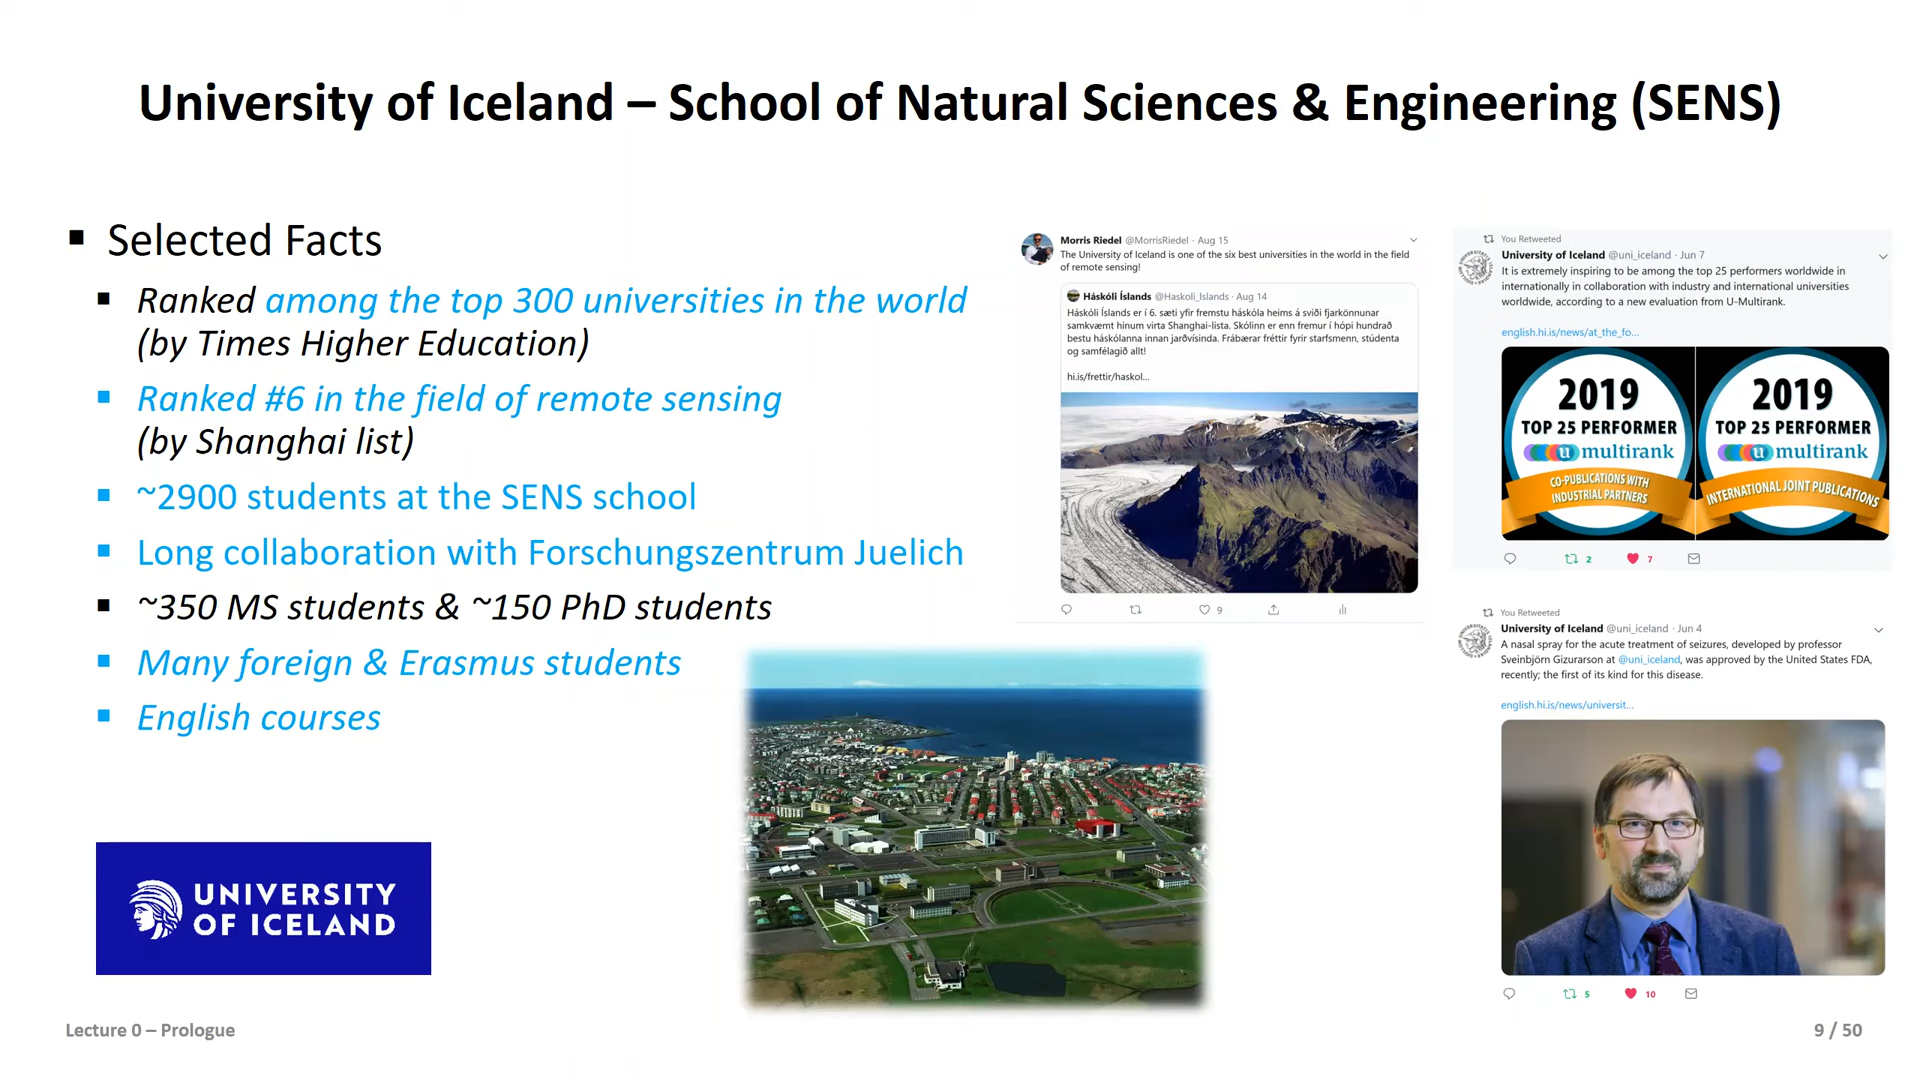 University of Iceland – School of Natural Sciences & Engineering (SENS)
Selected Facts
Ranked among the top 300 universities in the world
(by Times Higher Education)
Ranked #6 in the field of remote sensing
(by Shanghai list)
~2900 students at the SENS school
Long collaboration with Forschungszentrum Juelich
~350 MS students & ~150 PhD students
Many foreign & Erasmus students
English courses
UNIVERSITY
OF ICELAND
Morris Riedel @MorrisRiedel · Aug 15
The University of Iceland is one of the six best universities in the world in the field
of remote sensing!
Háskóli Íslands @Haskoli_Islands · Aug 14
Háskóli Íslands er í 6. sæti yfir fremstu háskóla heims á sviði fjarkönnunar
samkvæmt hinum virta Shanghai-lista. Skólinn er enn fremur í hópi hundrað
bestu háskólanna innan jarðvísinda. Frábærar fréttir fyrir starfsmenn, stúdenta
og samfélagið allt!
hi.is/frettir/haskol...
9
You Retweeted
University of Iceland @uni_iceland · Jun 7
It is extremely inspiring to be among the top 25 performers worldwide in
internationally in collaboration with industry and international universities
worldwide, according to a new evaluation from U-Multirank.
english.hi.is/news/at_the_fo...
2019
TOP 25 PERFORMER
u multirank
CO-PUBLICATIONS WITH
INDUSTRIAL PARTNERS
2019
TOP 25 PERFORMER
u multirank
INTERNATIONAL JOINT PUBLICATIONS
2 7
You Retweeted
University of Iceland @uni_iceland · Jun 4
A nasal spray for the acute treatment of seizures, developed by professor
Sveinbjörn Gizurarson at @uni_iceland, was approved by the United States FDA,
recently; the first of its kind for this disease.
english.hi.is/news/universit...
5 10
Lecture 0 – Prologue
9 / 50